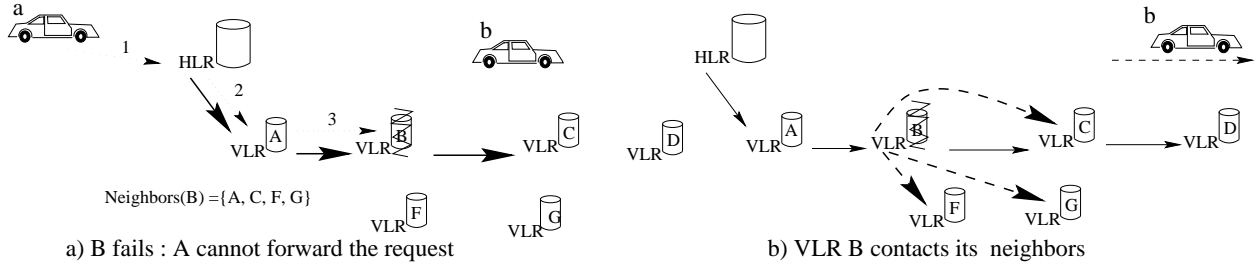 a
1
HLR
2
b
3
VLR A
VLR B
VLR C
VLR D
Neighbors(B) ={A, C, F, G}
VLR F
VLR G
a) B fails : A cannot forward the request
b
HLR
VLR A
VLR B
VLR C
VLR D
VLR F
VLR G
b) VLR B contacts its neighbors